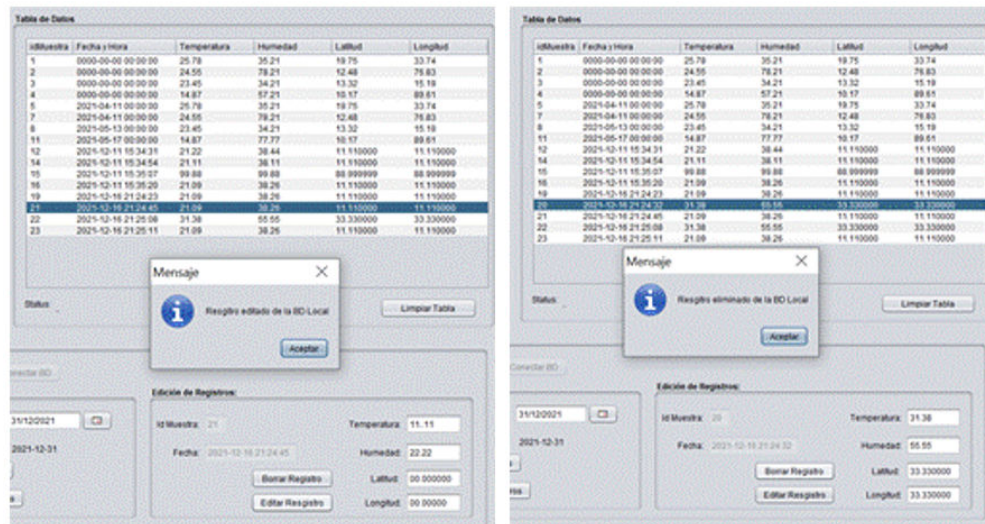 Tabla de Datos
idMuestra Fecha y Hora Temperatura Humedad Latitud Longitud
1 0000-00-00 00:00:00 25.78 35.21 19.75 33.74
2 0000-00-00 00:00:00 24.55 78.21 12.48 76.83
3 0000-00-00 00:00:00 23.45 34.21 13.32 15.19
4 0000-00-00 00:00:00 14.87 57.21 10.17 89.61
5 2021-04-11 00:00:00 25.78 35.21 19.75 33.74
7 2021-04-11 00:00:00 24.55 78.21 12.48 76.83
8 2021-05-13 00:00:00 23.45 34.21 13.32 15.19
11 2021-05-17 00:00:00 14.87 77.77 10.17 89.61
12 2021-12-11 15:34:31 21.22 38.44 11.110000 11.110000
14 2021-12-11 15:34:54 21.11 38.11 11.110000 11.110000
15 2021-12-11 15:35:07 99.88 99.88 88.999999 88.999999
16 2021-12-11 15:35:20 21.09 38.26 11.110000 11.110000
19 2021-12-16 21:24:23 21.09 38.26 11.110000 11.110000
21 2021-12-16 21:24:45 21.09 38.26 11.110000 11.110000
22 2021-12-16 21:25:08 31.38 55.55 33.330000 33.330000
23 2021-12-16 21:25:11 21.09 38.26 11.110000 11.110000
Mensaje
Resgitro editado de la BD Local
Aceptar
Status:
Limpiar Tabla
Conectar BD
Edición de Registros:
31/12/2021
Id Muestra: 21
Temperatura: 11..11
2021-12-31
Fecha: 2021-12-16 21:24:45
Humedad: 22.22
Borrar Registro
Latitud: 00.000000
Editar Resgistro
Longitud: 00.00000
Tabla de Datos
idMuestra Fecha y Hora Temperatura Humedad Latitud Longitud
1 0000-00-00 00:00:00 25.78 35.21 19.75 33.74
2 0000-00-00 00:00:00 24.55 78.21 12.48 76.83
3 0000-00-00 00:00:00 23.45 34.21 13.32 15.19
4 0000-00-00 00:00:00 14.87 57.21 10.17 89.61
5 2021-04-11 00:00:00 25.78 35.21 19.75 33.74
7 2021-04-11 00:00:00 24.55 78.21 12.48 76.83
8 2021-05-13 00:00:00 23.45 34.21 13.32 15.19
11 2021-05-17 00:00:00 14.87 77.77 10.17 89.61
12 2021-12-11 15:34:31 21.22 38.44 11.110000 11.110000
14 2021-12-11 15:34:54 21.11 38.11 11.110000 11.110000
15 2021-12-11 15:35:07 99.88 99.88 88.999999 88.999999
16 2021-12-11 15:35:20 21.09 38.26 11.110000 11.110000
19 2021-12-16 21:24:23 21.09 38.26 11.110000 11.110000
20 2021-12-16 21:24:32 31.38 55.55 33.330000 33.330000
21 2021-12-16 21:24:45 21.09 38.26 11.110000 11.110000
22 2021-12-16 21:25:08 31.38 55.55 33.330000 33.330000
23 2021-12-16 21:25:11 21.09 38.26 11.110000 11.110000
Mensaje
Resgitro eliminado de la BD Local
Aceptar
Status:
Limpiar Tabla
Conectar BD
Edición de Registros:
31/12/2021
Id Muestra: 20
Temperatura: 31.38
2021-12-31
Fecha: 2021-12-16 21:24:32
Humedad: 55.55
Borrar Registro
Latitud: 33.330000
Editar Resgistro
Longitud: 33.330000